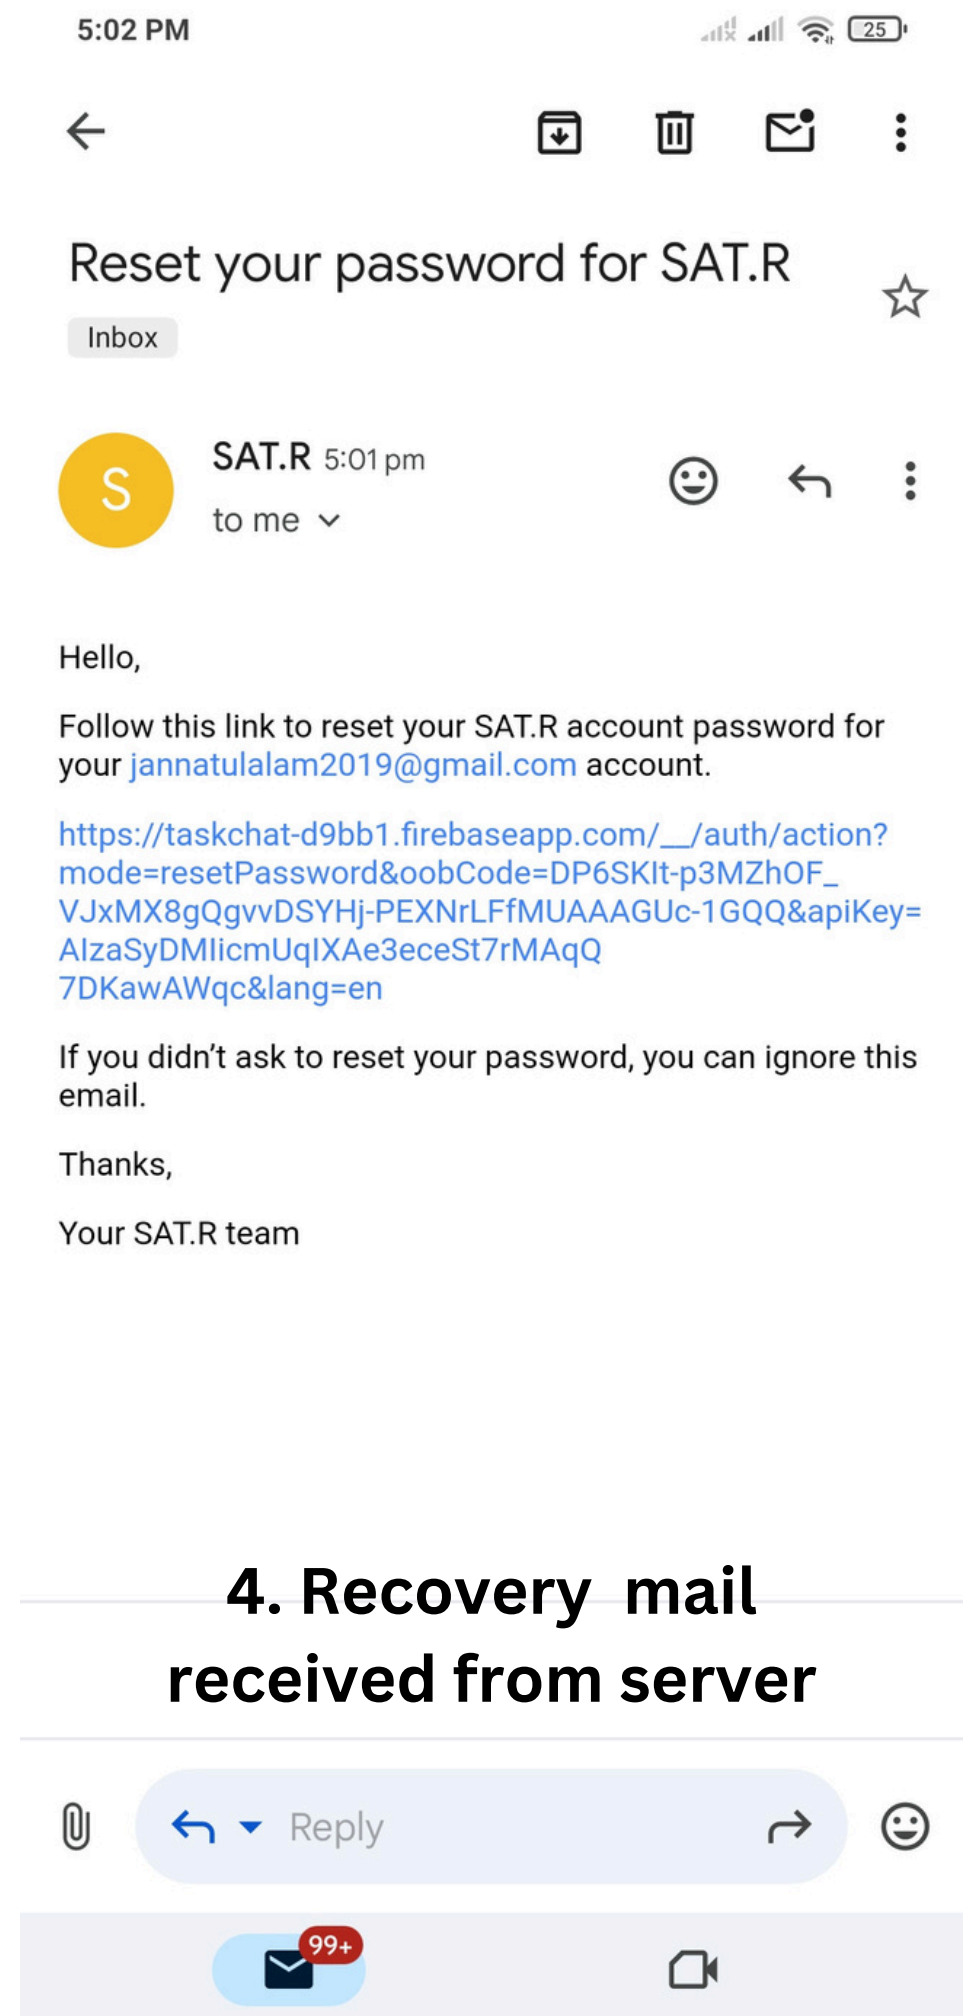 5:02 PM
25
Reset your password for SAT.R
Inbox
S
SAT.R 5:01 pm
to me
Hello,
Follow this link to reset your SAT.R account password for
your jannatulalam2019@gmail.com account.
https://taskchat-d9bb1.firebaseapp.com/__/auth/action?
mode=resetPassword&oobCode=DP6SKIt-p3MZhOF_
VJxMX8gQgvvDSYHj-PEXNrLFfMUAAAGUc-1GQQ&apiKey=
AIzaSyDMIicmUqIXAe3eceSt7rMAqQ
7DKawAWqc&lang=en
If you didn’t ask to reset your password, you can ignore this
email.
Thanks,
Your SAT.R team
4. Recovery mail
received from server
Reply
99+